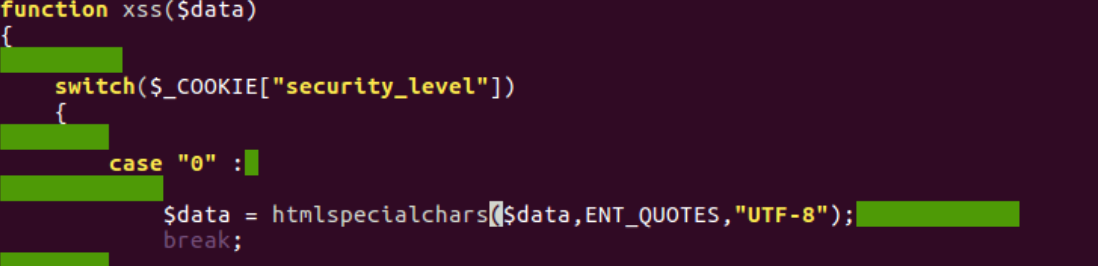 function xss($data)
{
switch($_COOKIE["security_level"])
{
case "0" :
$data = htmlspecialchars($data,ENT_QUOTES,"UTF-8");
break;